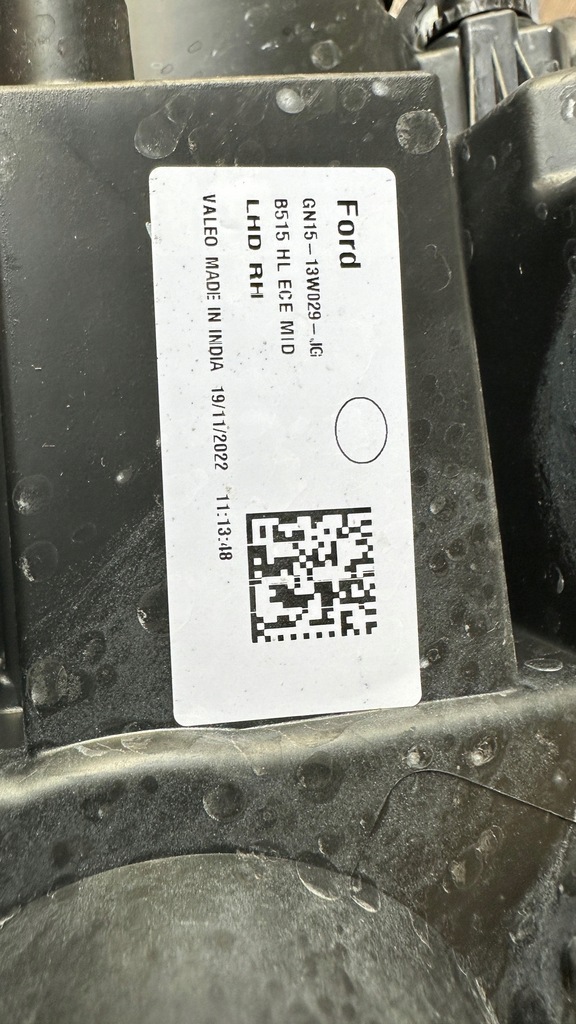 Ford
GN15-13W029-JG
B515 HL ECE MID
LHD RH
VALEO MADE IN INDIA 19/11/2022 11:13:48